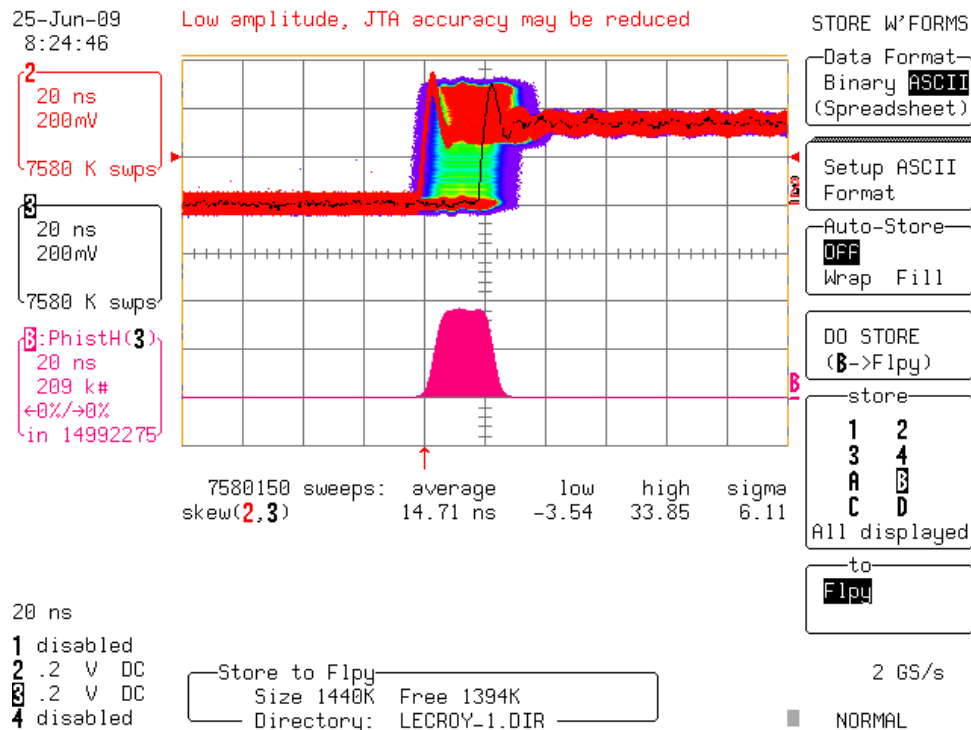 25-Jun-09
8:24:46
Low amplitude, JTA accuracy may be reduced
2
20 ns
200mV
7580 K swps
3
20 ns
200mV
7580 K swps
B:PhistH(3)
20 ns
209 k#
←0%/→0%
in 14992275
B
7580150 sweeps: average low high sigma
skew(2,3) 14.71 ns -3.54 33.85 6.11
20 ns
1 disabled
2 .2 V DC
3 .2 V DC
4 disabled
Store to Flpy
Size 1440K Free 1394K
Directory: LECROY_1.DIR
STORE W'FORMS
Data Format
Binary ASCII
(Spreadsheet)
Setup ASCII
Format
Auto-Store
Off
Wrap Fill
DO STORE
(B->Flpy)
store
1 2
3 4
A B
C D
All displayed
to
Flpy
2 GS/s
NORMAL